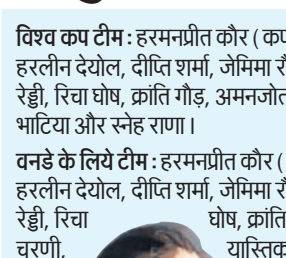 विश्व कप टीम : हरमनप्रीत कौर ( कप
हरलीन देयोल, दीप्ति शर्मा, जेमिमा रौ
रेड्डी, रिचा घोष, क्रांति गौड़, अमनजोत
भाटिया और स्नेह राणा ।
वनडे के लिये टीम : हरमनप्रीत कौर (
हरलीन देयोल, दीप्ति शर्मा, जेमिमा रौ
रेड्डी, रिचा घोष, क्रांति
चरणी, यास्तिक